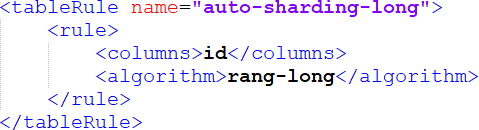 <tableRule name="auto-sharding-long">
<rule>
<columns>id</columns>
<algorithm>rang-long</algorithm>
</rule>
</tableRule>